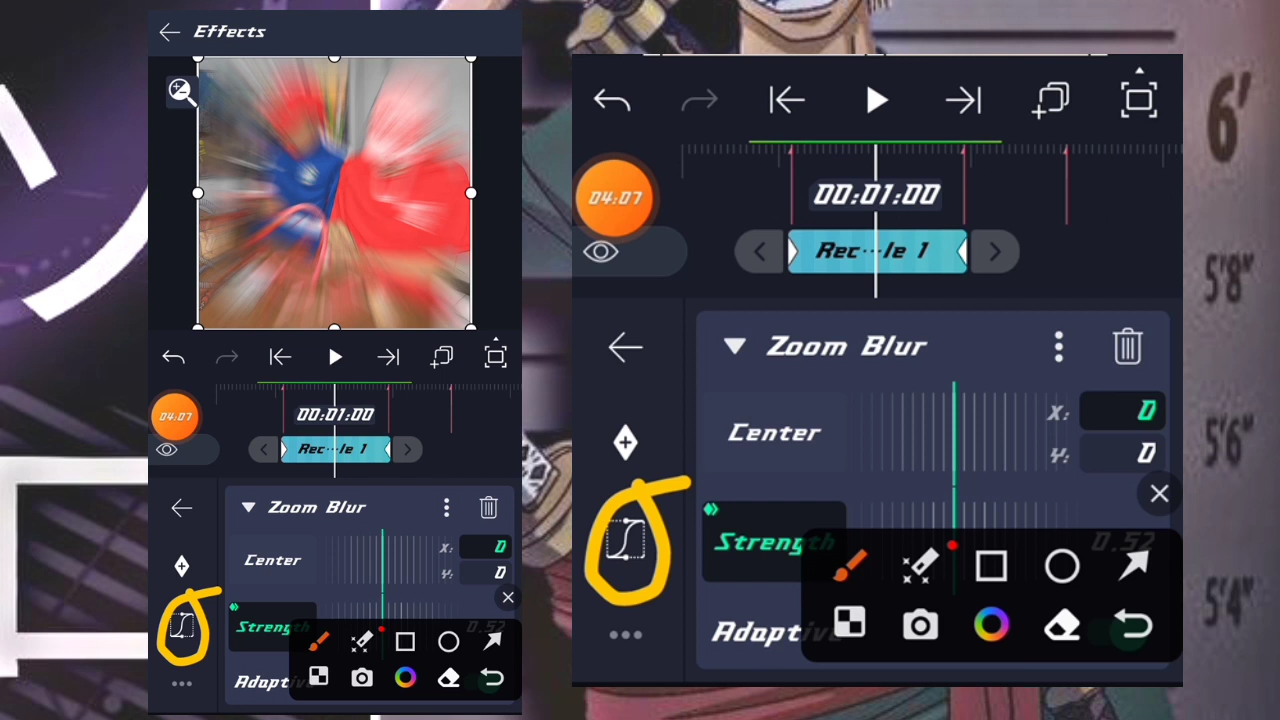 Effects
00:01:00
04:07
Rec···le 1
Zoom Blur
Center
X: 0
Y: 0
Strength
0.52
00:01:00
04:07
Rec···le 1
Zoom Blur
Center
X: 0
Y: 0
Strength
0.52
6'
5'8"
5'6"
5'4"